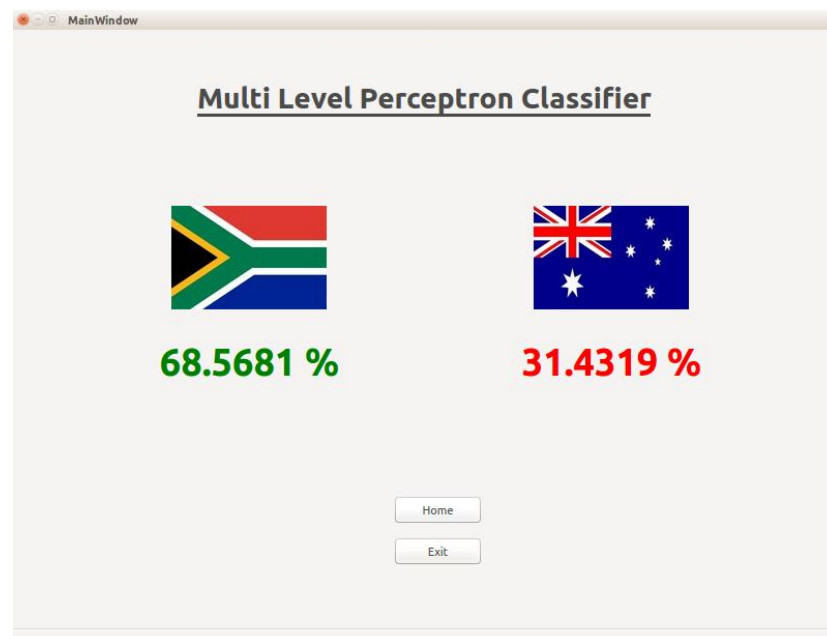 MainWindow
Multi Level Perceptron Classifier
68.5681 %
31.4319 %
Home
Exit